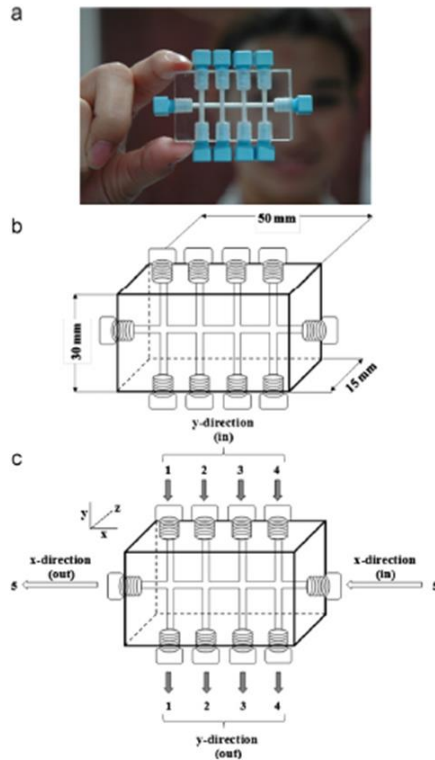 a
b
50 mm
30 mm
15 mm
y-direction
(in)
c
1 2 3 4
y
z
x
x-direction
(out)
x-direction
(in)
5
5
1 2 3 4
y-direction
(out)